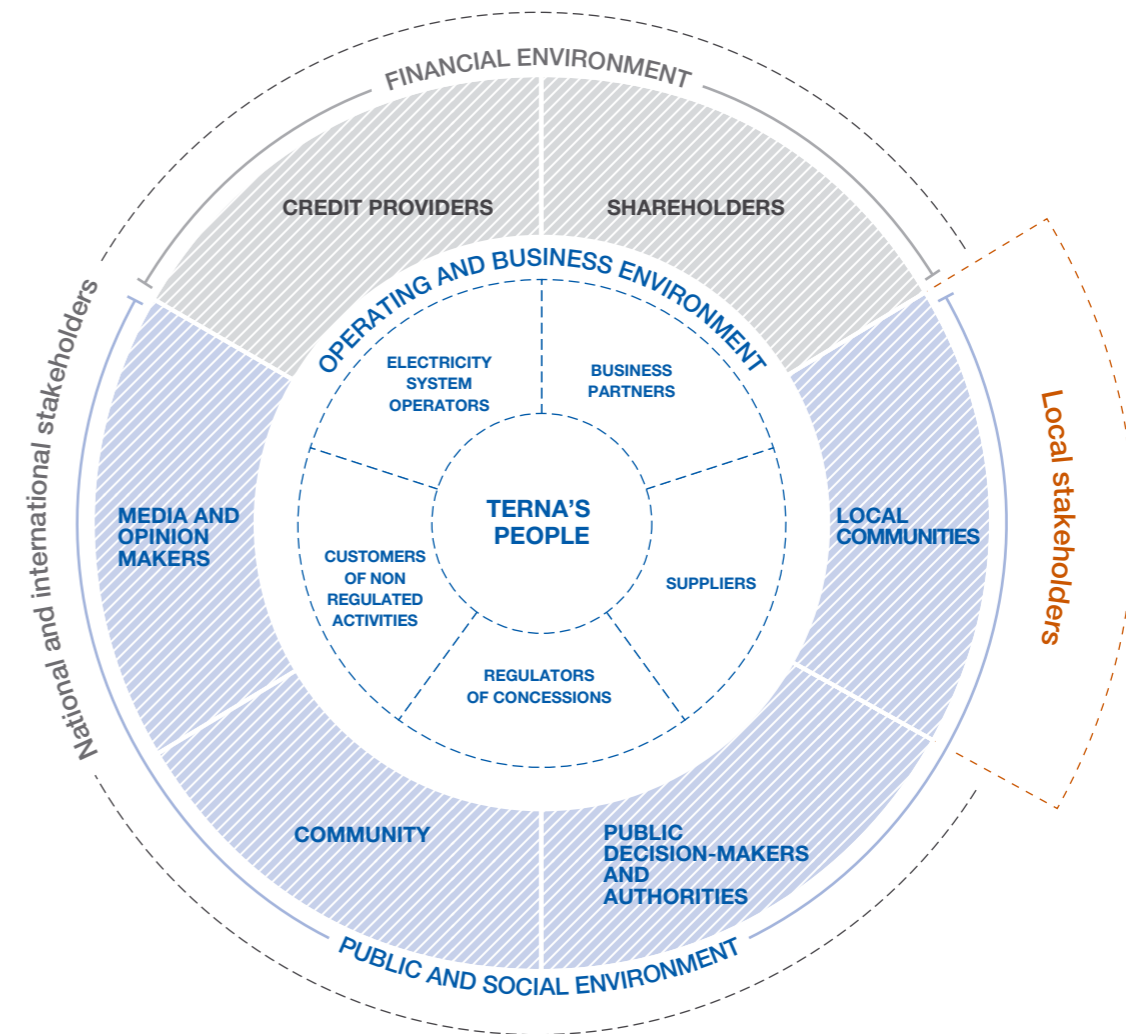 FINANCIAL ENVIRONMENT
CREDIT PROVIDERS
SHAREHOLDERS
OPERATING AND BUSINESS ENVIRONMENT
ELECTRICITY
SYSTEM
OPERATORS
BUSINESS
PARTNERS
National and international stakeholders
Local stakeholders
TERNA'S
PEOPLE
MEDIA AND
OPINION
MAKERS
LOCAL
COMMUNITIES
CUSTOMERS
OF NON
REGULATED
ACTIVITIES
SUPPLIERS
REGULATORS
OF CONCESSIONS
COMMUNITY
PUBLIC
DECISION-MAKERS
AND
AUTHORITIES
PUBLIC AND SOCIAL ENVIRONMENT